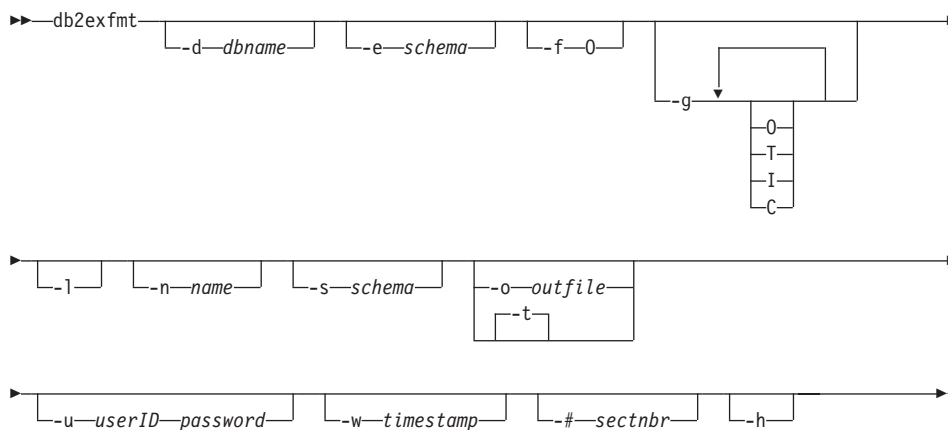 db2exfmt
-d dbname
-e schema
-f O
-g
O
T
I
C
-l
-n name
-s schema
-o outfile
-t
-u userID password
-w timestamp
-# sectnbr
-h